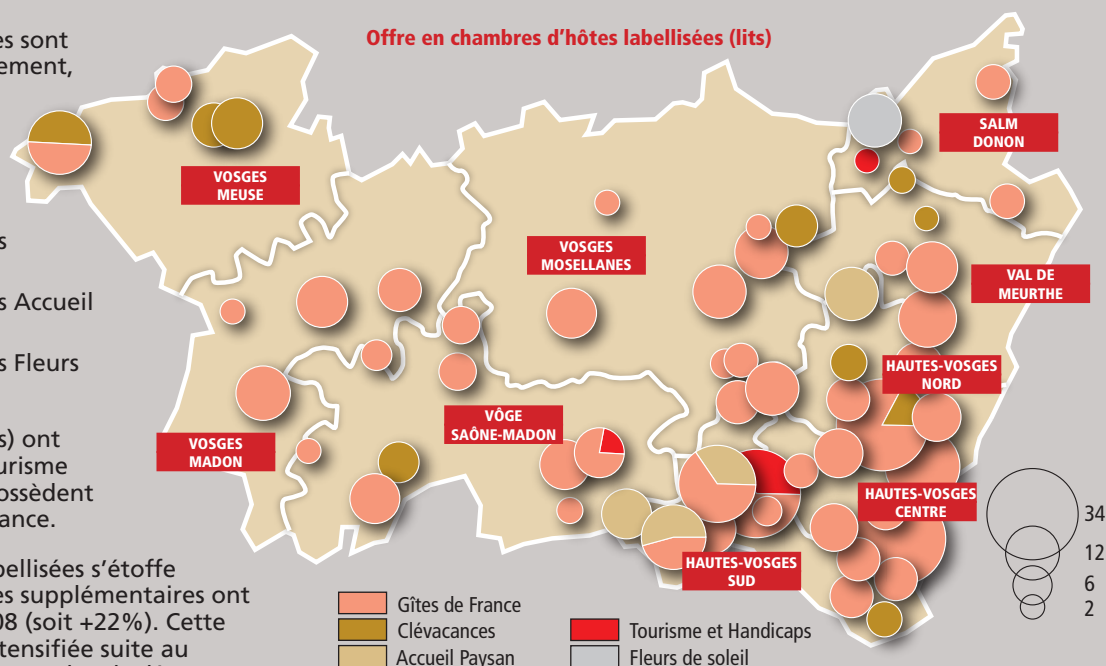 es sont
ement,
s
s Accueil
s Fleurs
s) ont
urisme
ossèdent
ance.
bellisées s'étoffe
es supplémentaires ont
08 (soit +22%). Cette
tensifiée suite au
Offre en chambres d'hôtes labellisées (lits)
SALM
DONON
VOSGES
MEUSE
VOSGES
MOSELLANES
VAL DE
MEURTHE
HAUTES-VOSGES
NORD
VÔGE
SAÔNE-MADON
VOSGES
MADON
HAUTES-VOSGES
CENTRE
HAUTES-VOSGES
SUD
34
12
6
2
Gîtes de France
Clévacances
Accueil Paysan
Tourisme et Handicaps
Fleurs de soleil